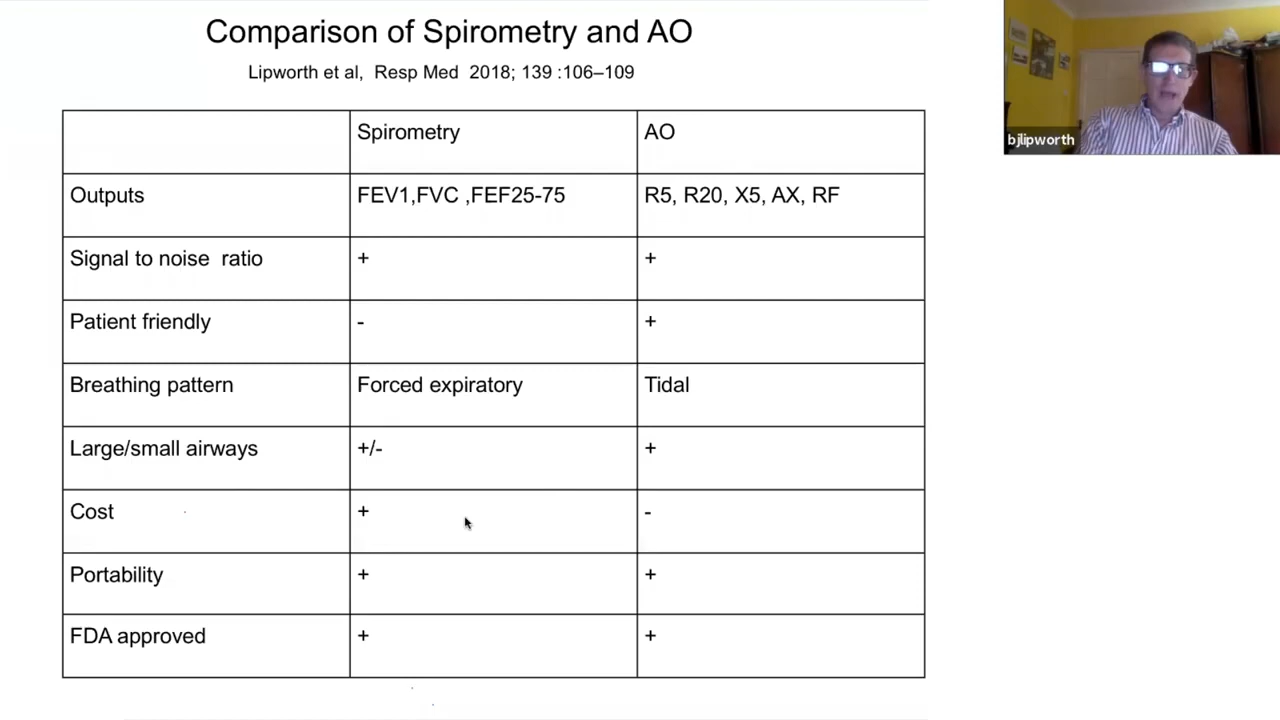 Comparison of Spirometry and AO
Lipworth et al, Resp Med 2018; 139 :106–109
Spirometry AO
Outputs FEV1,FVC ,FEF25-75 R5, R20, X5, AX, RF
Signal to noise ratio + +
Patient friendly - +
Breathing pattern Forced expiratory Tidal
Large/small airways +/- +
Cost + -
Portability + +
FDA approved + +
bjlipworth